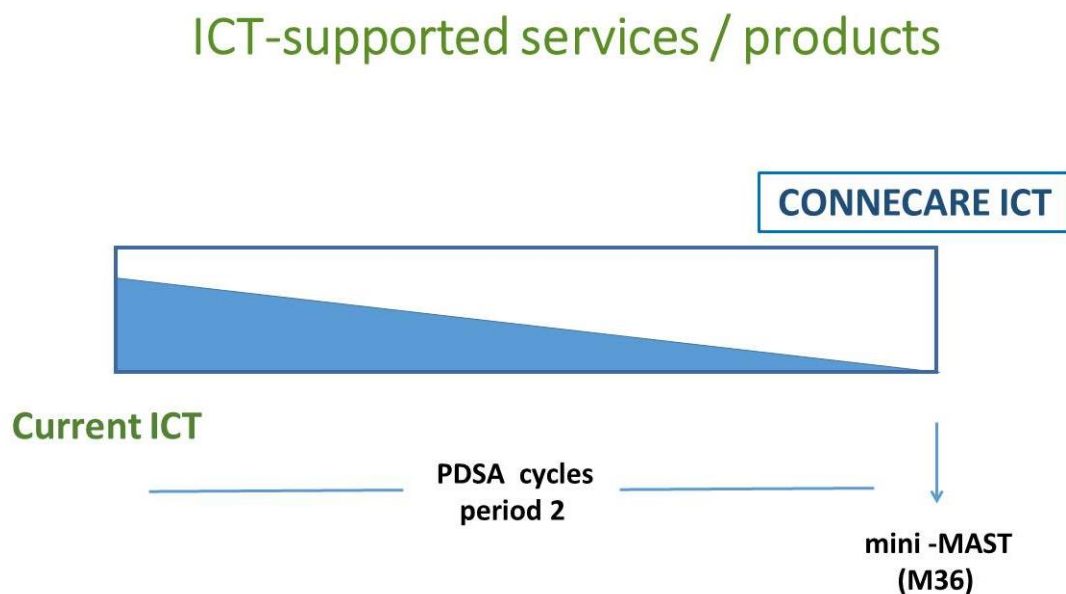 ICT-supported services / products
CONNECARE ICT
Current ICT
PDSA cycles
period 2
mini -MAST
(M36)